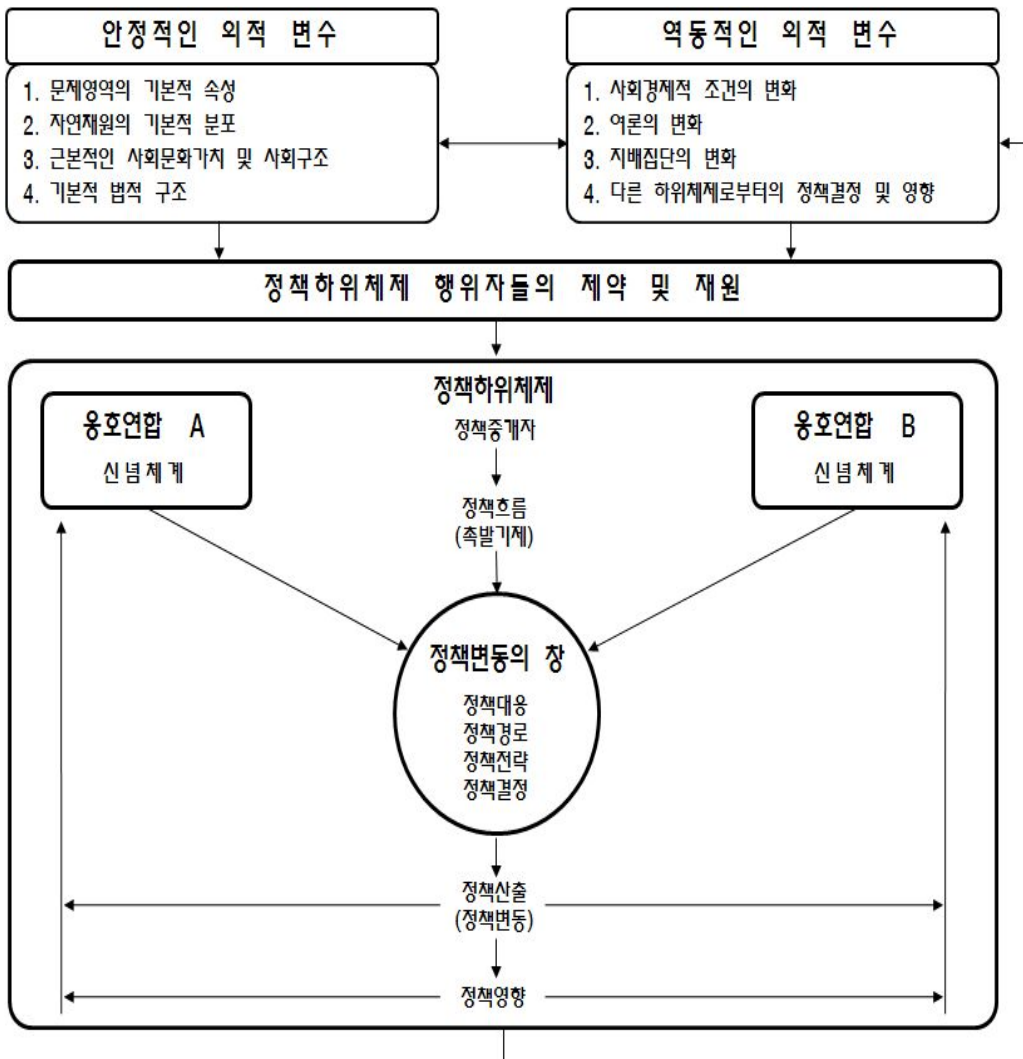 안정적인 외적 변수
1. 문제영역의 기본적 속성
2. 자연재원의 기본적 분포
3. 근본적인 사회문화가치 및 사회구조
4. 기본적 법적 구조
역동적인 외적 변수
1. 사회경제적 조건의 변화
2. 여론의 변화
3. 지배집단의 변화
4. 다른 하위체제로부터의 정책결정 및 영향
정책하위체제 행위자들의 제약 및 재원
정책하위체제
옹호연합 A
신념체계
정책중개자
옹호연합 B
신념체계
정책흐름
(촉발기제)
정책변동의 창
정책대응
정책경로
정책전략
정책결정
정책산출
(정책변동)
정책영향